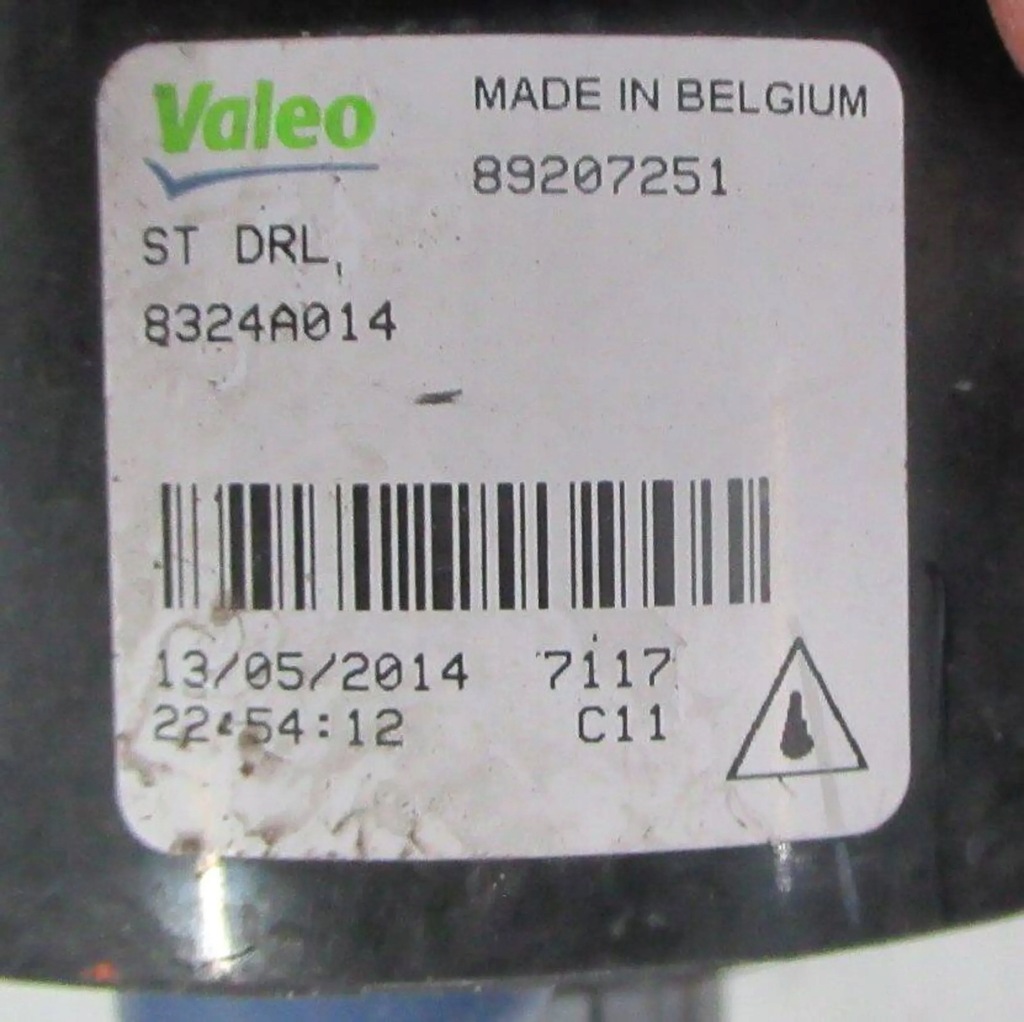 Valeo
MADE IN BELGIUM
89207251
ST DRL,
8324A014
13/05/2014 7117
22:54:12 C11